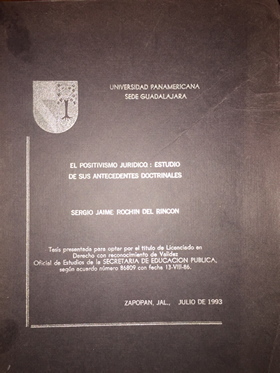 UNIVERSIDAD PANAMERICANA
SEDE GUADALAJARA
EL POSITIVISMO JURIDICO : ESTUDIO
DE SUS ANTECEDENTES DOCTRINALES
SERGIO JAIME ROCHIN DEL RINCON
Tesis presentada para optar por el título de Licenciado en
Derecho con reconocimiento de Validez
Oficial de Estudios de la SECRETARIA DE EDUCACION PUBLICA,
según acuerdo número 86809 con fecha 13-VIII-86.
ZAPOPAN, JAL., JULIO DE 1993